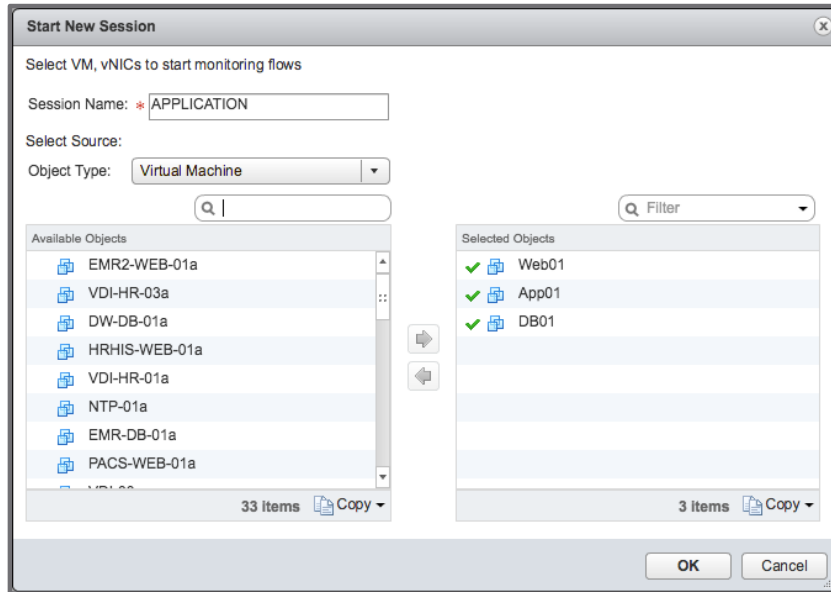 Start New Session
Select VM, vNICs to start monitoring flows
Session Name: * APPLICATION
Select Source:
Object Type: Virtual Machine
Available Objects
EMR2-WEB-01a
VDI-HR-03a
DW-DB-01a
HRHIS-WEB-01a
VDI-HR-01a
NTP-01a
EMR-DB-01a
PACS-WEB-01a
33 items Copy
Filter
Selected Objects
Web01
App01
DB01
3 items Copy
OK Cancel